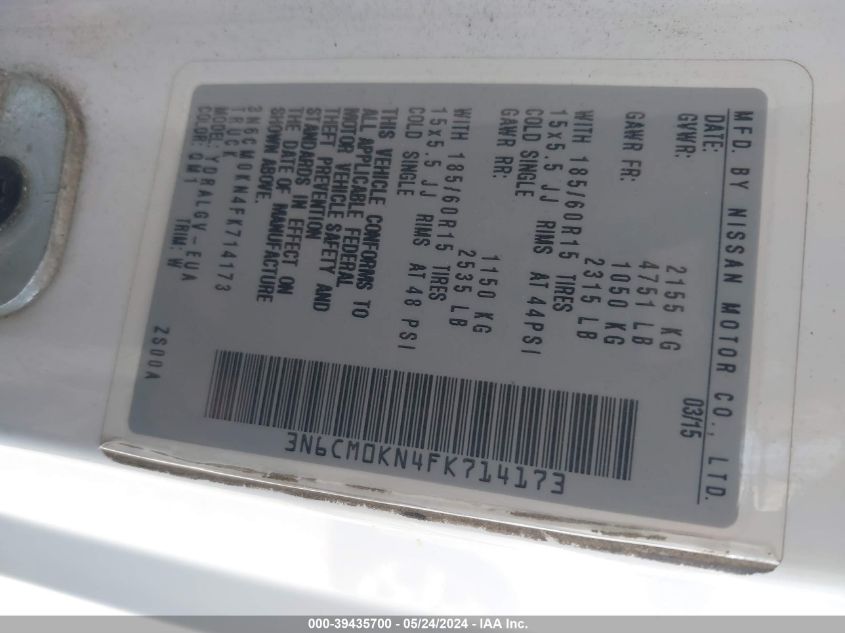 MFD. BY NISSAN MOTOR CO., LTD.
DATE: 03/15
GVWR: 2155 KG
4751 LB
GAWR FR: 1050 KG
2315 LB
WITH 185/60R15 TIRES
15x5.5 JJ RIMS AT 44PSI
COLD SINGLE
GAWR RR: 1150 KG
2535 LB
WITH 185/60R15 TIRES
15x5.5 JJ RIMS AT 48 PSI
COLD SINGLE
THIS VEHICLE CONFORMS TO
ALL APPLICABLE FEDERAL
MOTOR VEHICLE SAFETY AND
THEFT PREVENTION
STANDARDS IN EFFECT ON
THE DATE OF MANUFACTURE
SHOWN ABOVE.
3N6CM0KN4FK714173
TRUCK
MODEL: YDRALGV-EUA
COLOR: QM1 TRIM: W
ZS00A
3N6CM0KN4FK714173
000-39435700 - 05/24/2024 - IAA Inc.